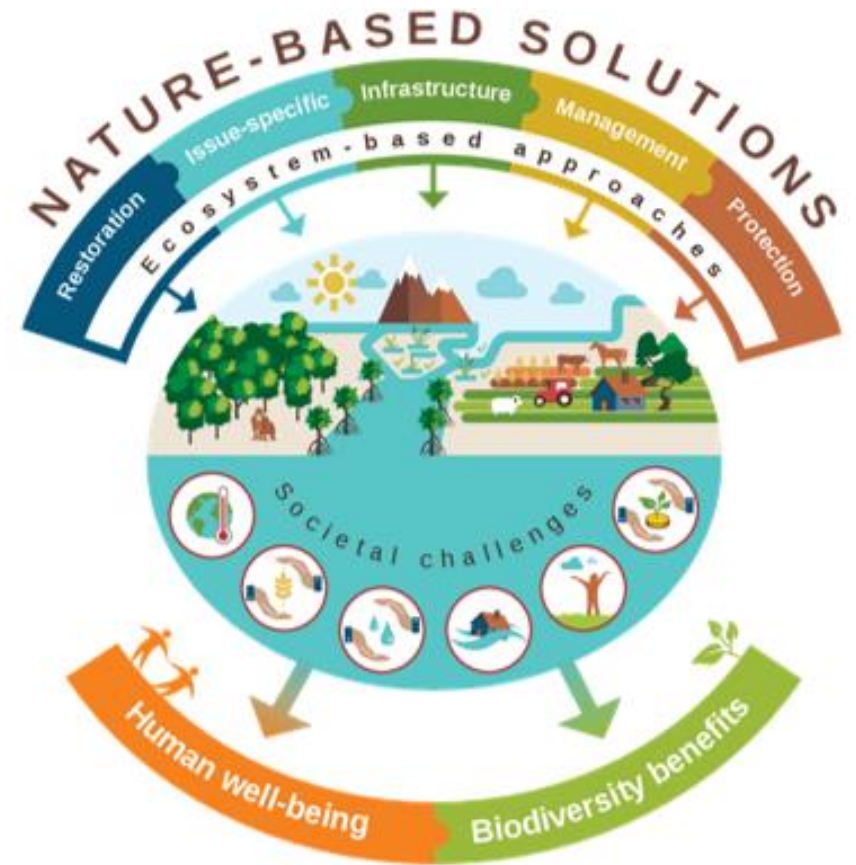 NATURE-BASED SOLUTIONS
Restoration
Issue-specific
Infrastructure
Management
Protection
Ecosystem-based approaches
Societal challenges
Human well-being
Biodiversity benefits